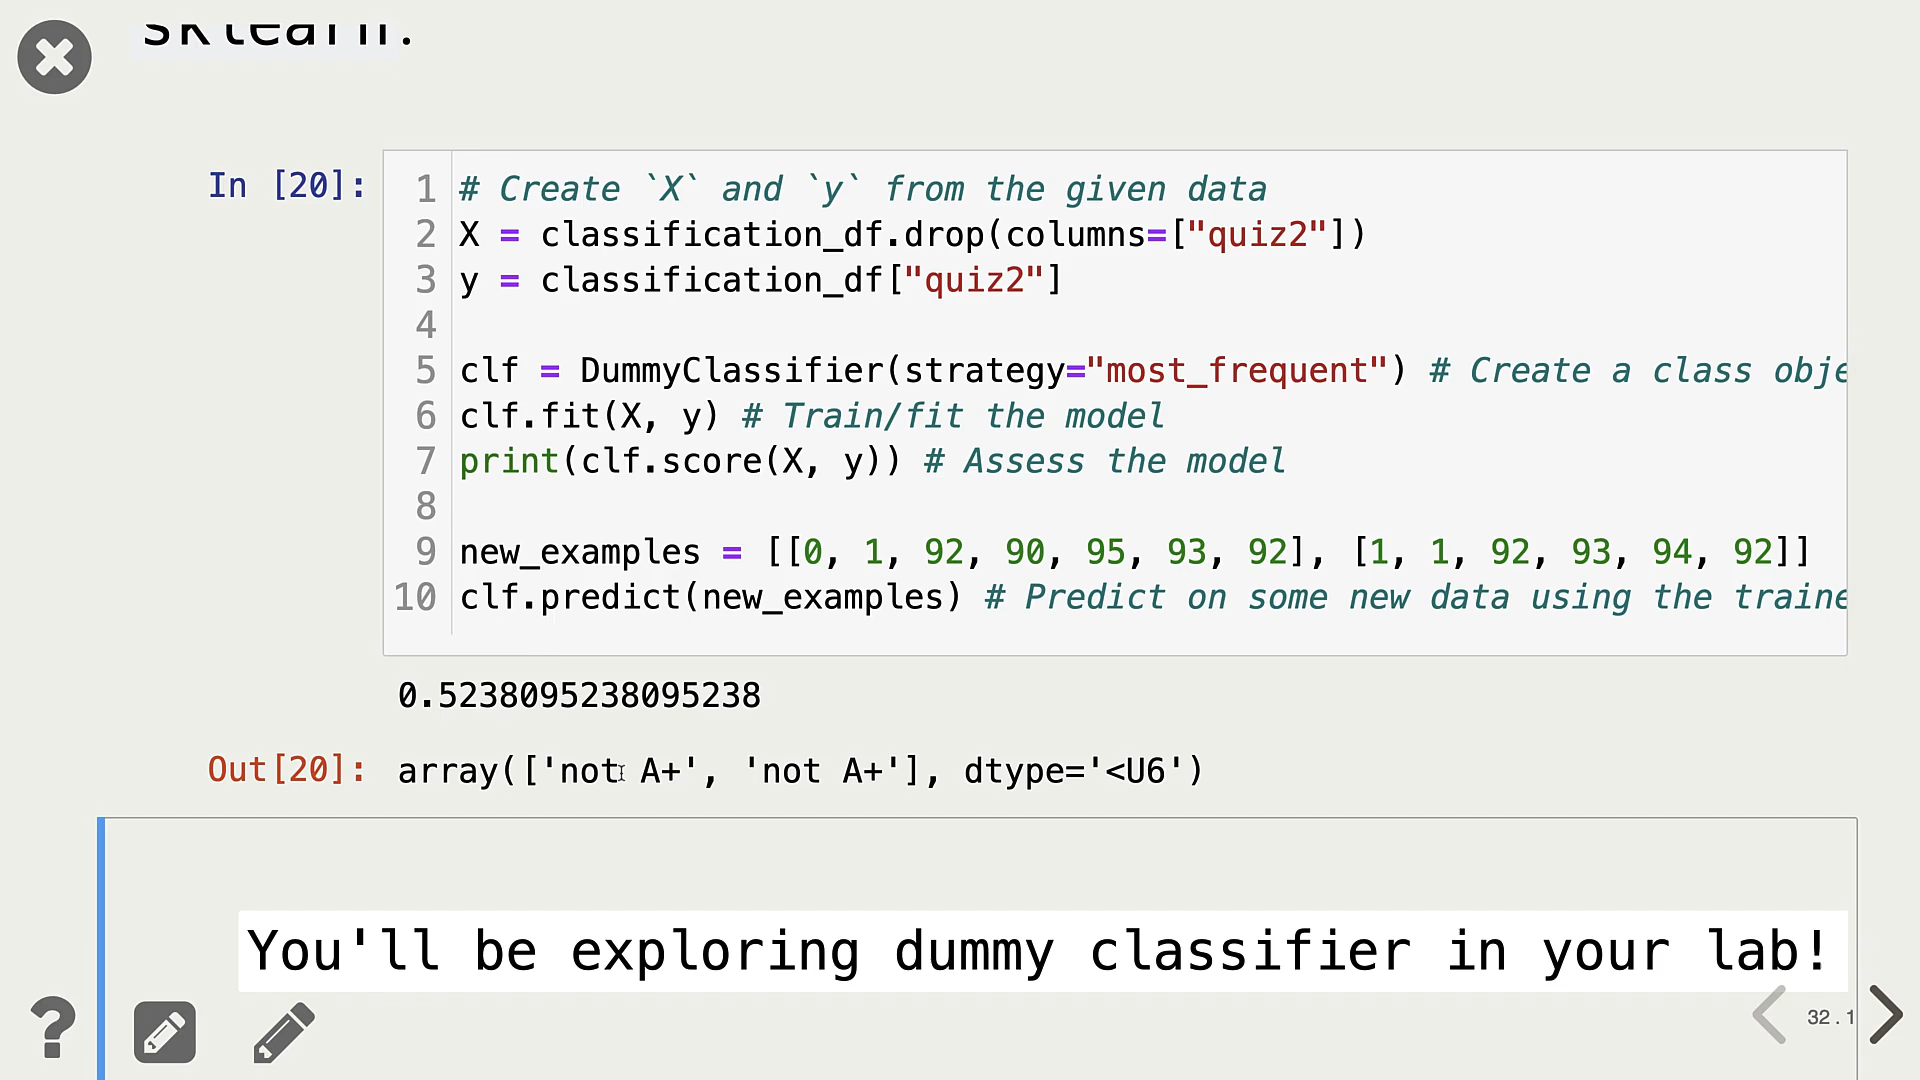 sklearn.
In [20]:
1 # Create `X` and `y` from the given data
2 X = classification_df.drop(columns=["quiz2"])
3 y = classification_df["quiz2"]
4
5 clf = DummyClassifier(strategy="most_frequent") # Create a class obje
6 clf.fit(X, y) # Train/fit the model
7 print(clf.score(X, y)) # Assess the model
8
9 new_examples = [[0, 1, 92, 90, 95, 93, 92], [1, 1, 92, 93, 94, 92]]
10 clf.predict(new_examples) # Predict on some new data using the traine
0.5238095238095238
Out[20]: array(['not A+', 'not A+'], dtype='<U6')
You'll be exploring dummy classifier in your lab!
32.1